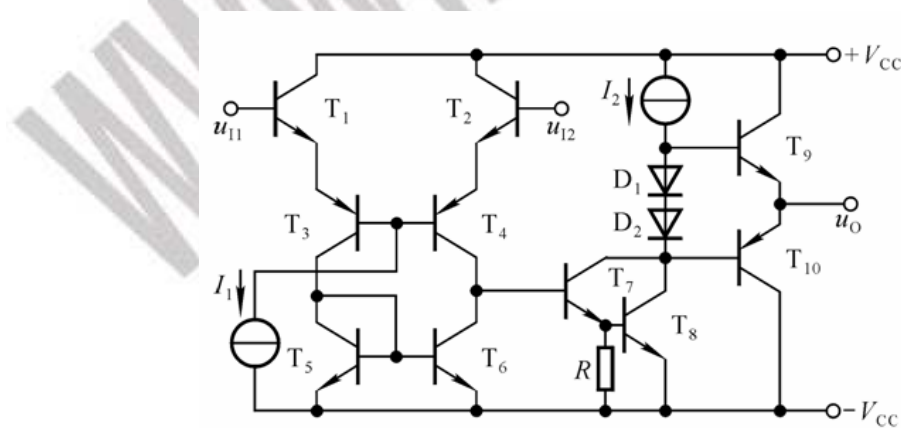 +V_CC
T_1
T_2
I_2
u_I1
u_I2
T_9
D_1
T_3
T_4
D_2
u_O
T_7
T_10
I_1
T_5
T_6
R
T_8
−V_CC